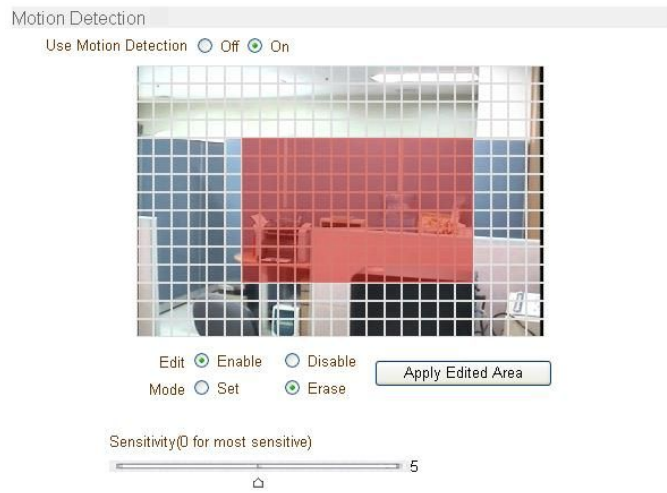 Motion Detection
Use Motion Detection Off On
Edit Enable Disable
Mode Set Erase
Apply Edited Area
Sensitivity(0 for most sensitive)
5